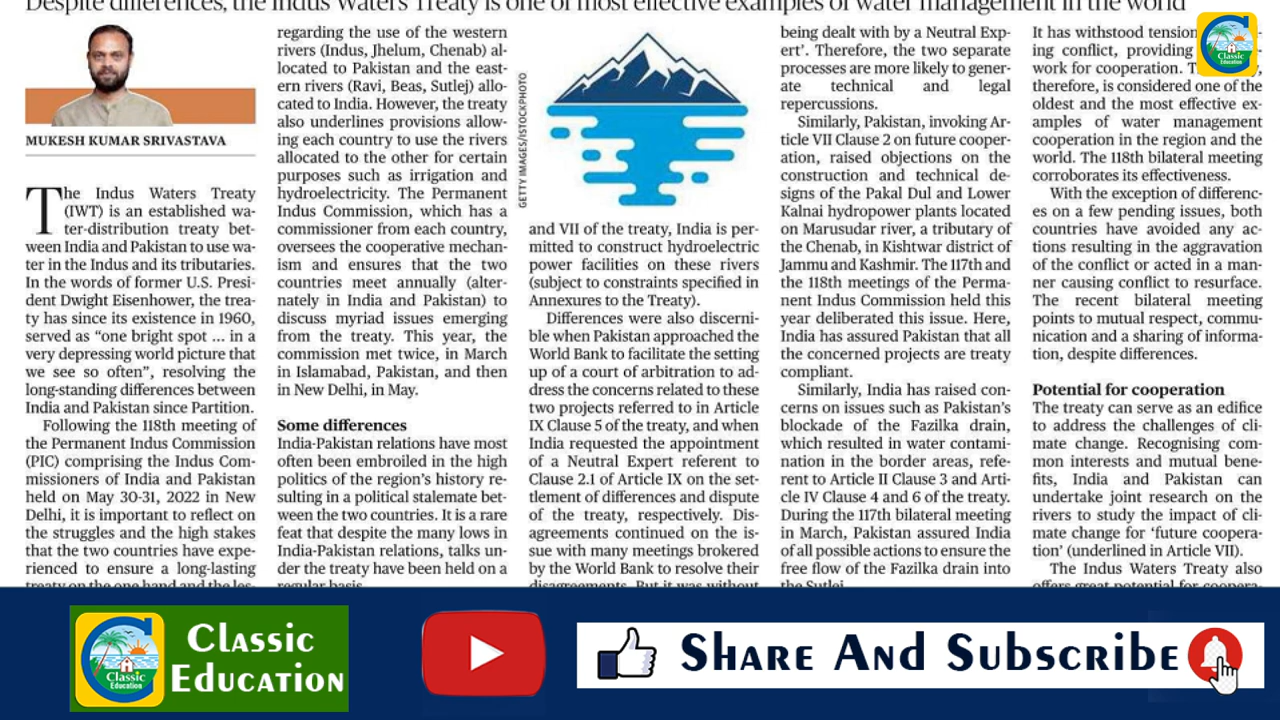 Despite differences, the Indus Waters Treaty is one of most effective examples of water management in the world
MUKESH KUMAR SRIVASTAVA
The Indus Waters Treaty
(IWT) is an established wa-
ter-distribution treaty bet-
ween India and Pakistan to use wa-
ter in the Indus and its tributaries.
In the words of former U.S. Presi-
dent Dwight Eisenhower, the trea-
ty has since its existence in 1960,
served as “one bright spot ... in a
very depressing world picture that
we see so often”, resolving the
long-standing differences between
India and Pakistan since Partition.
Following the 118th meeting of
the Permanent Indus Commission
(PIC) comprising the Indus Com-
missioners of India and Pakistan
held on May 30-31, 2022 in New
Delhi, it is important to reflect on
the struggles and the high stakes
that the two countries have expe-
rienced to ensure a long-lasting
treaty on the one hand and the les-
regarding the use of the western
rivers (Indus, Jhelum, Chenab) al-
located to Pakistan and the east-
ern rivers (Ravi, Beas, Sutlej) allo-
cated to India. However, the treaty
also underlines provisions allow-
ing each country to use the rivers
allocated to the other for certain
purposes such as irrigation and
hydroelectricity. The Permanent
Indus Commission, which has a
commissioner from each country,
oversees the cooperative mechan-
ism and ensures that the two
countries meet annually (alter-
nately in India and Pakistan) to
discuss myriad issues emerging
from the treaty. This year, the
commission met twice, in March
in Islamabad, Pakistan, and then
in New Delhi, in May.
Some differences
India-Pakistan relations have most
often been embroiled in the high
politics of the region’s history re-
sulting in a political stalemate bet-
ween the two countries. It is a rare
feat that despite the many lows in
India-Pakistan relations, talks un-
der the treaty have been held on a
regular basis.
GETTY IMAGES/ISTOCKPHOTO
and VII of the treaty, India is per-
mitted to construct hydroelectric
power facilities on these rivers
(subject to constraints specified in
Annexures to the Treaty).
Differences were also discerni-
ble when Pakistan approached the
World Bank to facilitate the setting
up of a court of arbitration to ad-
dress the concerns related to these
two projects referred to in Article
IX Clause 5 of the treaty, and when
India requested the appointment
of a Neutral Expert referent to
Clause 2.1 of Article IX on the set-
tlement of differences and dispute
of the treaty, respectively. Dis-
agreements continued on the is-
sue with many meetings brokered
by the World Bank to resolve their
disagreements. But it was without
being dealt with by a Neutral Exp-
ert’. Therefore, the two separate
processes are more likely to gener-
ate technical and legal
repercussions.
Similarly, Pakistan, invoking Ar-
ticle VII Clause 2 on future cooper-
ation, raised objections on the
construction and technical de-
signs of the Pakal Dul and Lower
Kalnai hydropower plants located
on Marusudar river, a tributary of
the Chenab, in Kishtwar district of
Jammu and Kashmir. The 117th and
the 118th meetings of the Perma-
nent Indus Commission held this
year deliberated this issue. Here,
India has assured Pakistan that all
the concerned projects are treaty
compliant.
Similarly, India has raised con-
cerns on issues such as Pakistan’s
blockade of the Fazilka drain,
which resulted in water contami-
nation in the border areas, refe-
rent to Article II Clause 3 and Arti-
cle IV Clause 4 and 6 of the treaty.
During the 117th bilateral meeting
in March, Pakistan assured India
of all possible actions to ensure the
free flow of the Fazilka drain into
the Sutlej.
It has withstood tension
ing conflict, providing
work for cooperation. T
therefore, is considered one of the
oldest and the most effective ex-
amples of water management
cooperation in the region and the
world. The 118th bilateral meeting
corroborates its effectiveness.
With the exception of differenc-
es on a few pending issues, both
countries have avoided any ac-
tions resulting in the aggravation
of the conflict or acted in a man-
ner causing conflict to resurface.
The recent bilateral meeting
points to mutual respect, commu-
nication and a sharing of informa-
tion, despite differences.
Potential for cooperation
The treaty can serve as an edifice
to address the challenges of cli-
mate change. Recognising com-
mon interests and mutual bene-
fits, India and Pakistan can
undertake joint research on the
rivers to study the impact of cli-
mate change for ‘future coopera-
tion’ (underlined in Article VII).
The Indus Waters Treaty also
offers great potential for coopera-
Classic
Education
Classic
Education
Classic
Education
Share And Subscribe